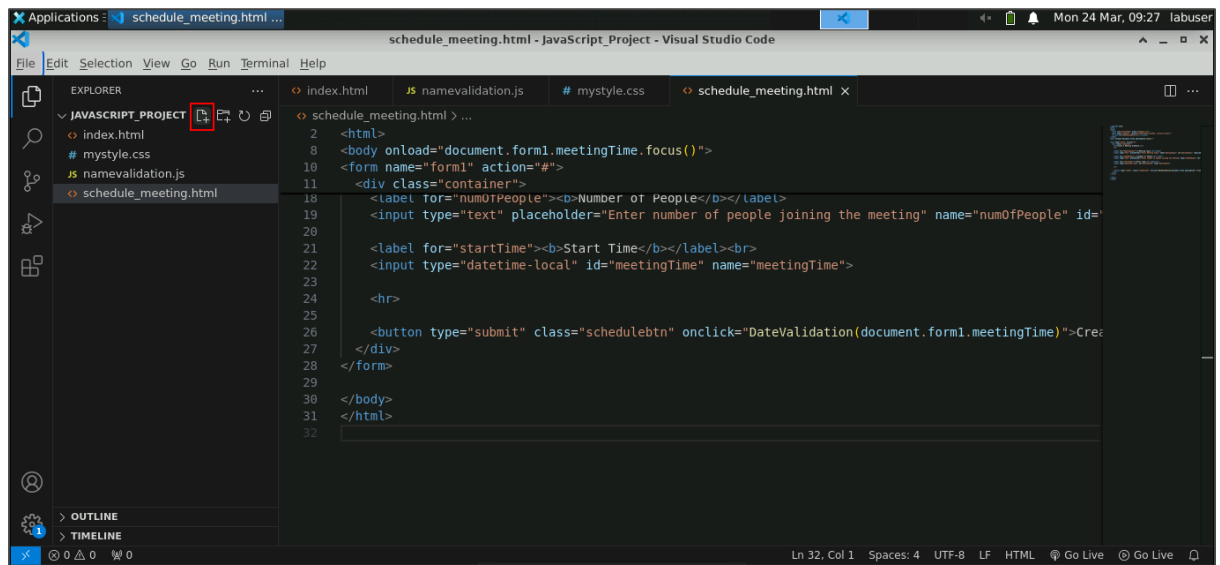 Applications schedule_meeting.html ... Mon 24 Mar, 09:27 labuser
schedule_meeting.html - JavaScript_Project - Visual Studio Code
File Edit Selection View Go Run Terminal Help
EXPLORER ...
index.html JS namevalidation.js # mystyle.css <> schedule_meeting.html ...
JAVASCRIPT_PROJECT
<> index.html
# mystyle.css
JS namevalidation.js
<> schedule_meeting.html
OUTLINE
TIMELINE
<> schedule_meeting.html > ...
2 <html>
8 <body onload="document.form1.meetingTime.focus()">
10 <form name="form1" action="#">
11 <div class="container">
18 <label for="numOfPeople"><b>Number of People</b></label>
19 <input type="text" placeholder="Enter number of people joining the meeting" name="numOfPeople" id="
20
21 <label for="startTime"><b>Start Time</b></label><br>
22 <input type="datetime-local" id="meetingTime" name="meetingTime">
23
24 <hr>
25
26 <button type="submit" class="schedulebtn" onclick="DateValidation(document.form1.meetingTime)">Crea
27 </div>
28 </form>
29
30 </body>
31 </html>
32
1
0 0 0 Ln 32, Col 1 Spaces: 4 UTF-8 LF HTML Go Live Go Live